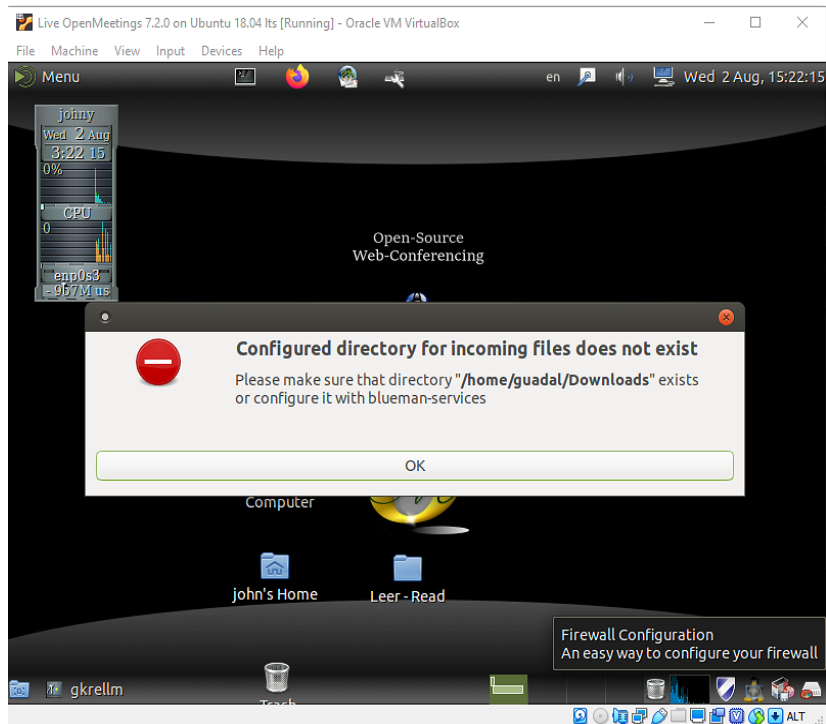 Live OpenMeetings 7.2.0 on Ubuntu 18.04 lts [Running] - Oracle VM VirtualBox
File Machine View Input Devices Help
Menu
en
Wed 2 Aug, 15:22:15
johny
Wed 2 Aug
3:22 15
0%
CPU
0
enp0s3
- 967M us
Open-Source
Web-Conferencing
Configured directory for incoming files does not exist
Please make sure that directory "/home/guadal/Downloads" exists
or configure it with blueman-services
OK
Computer
john's Home
Leer - Read
Firewall Configuration
An easy way to configure your firewall
Trash
gkrellm
ALT